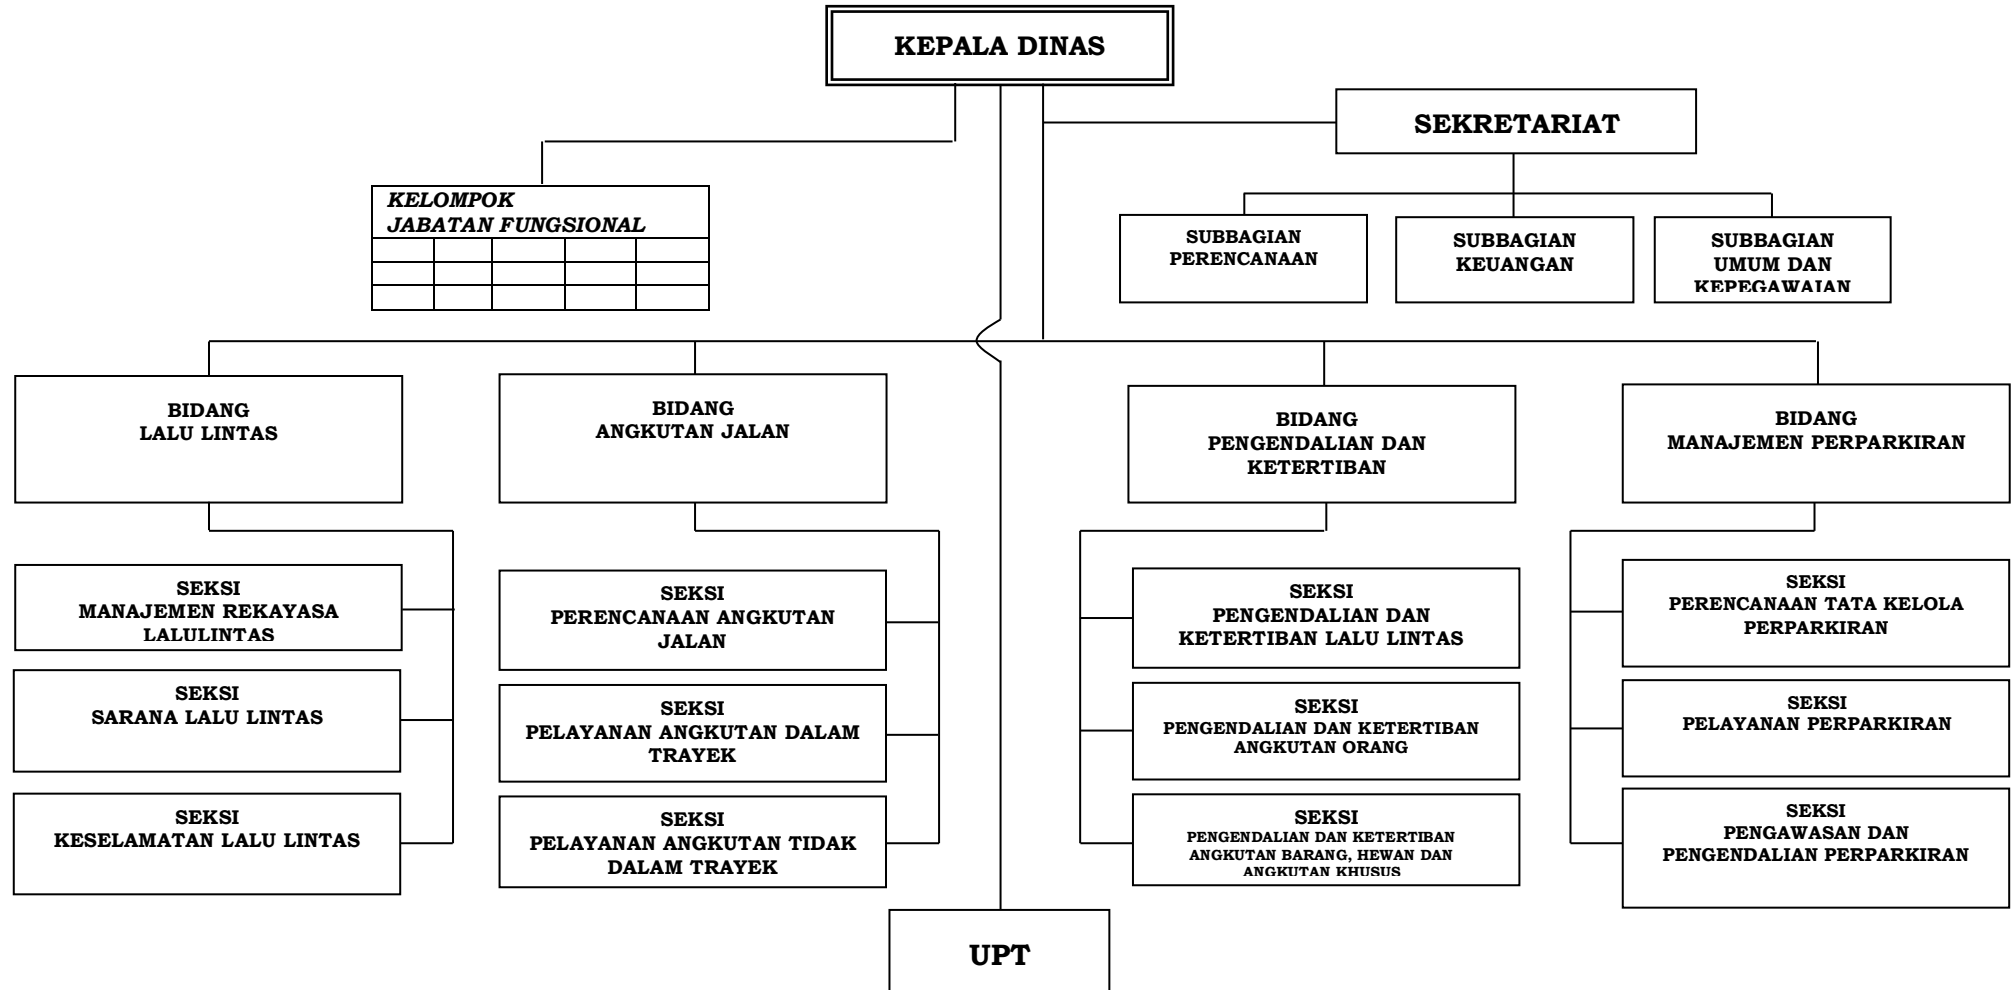 KEPALA DINAS
SEKRETARIAT
KELOMPOK
JABATAN FUNGSIONAL
SUBBAGIAN
PERENCANAAN
SUBBAGIAN
KEUANGAN
SUBBAGIAN
UMUM DAN
KEPEGAWAIAN
BIDANG
LALU LINTAS
BIDANG
ANGKUTAN JALAN
BIDANG
PENGENDALIAN DAN
KETERTIBAN
BIDANG
MANAJEMEN PERPARKIRAN
SEKSI
MANAJEMEN REKAYASA
LALULINTAS
SEKSI
SARANA LALU LINTAS
SEKSI
KESELAMATAN LALU LINTAS
SEKSI
PERENCANAAN ANGKUTAN
JALAN
SEKSI
PELAYANAN ANGKUTAN DALAM
TRAYEK
SEKSI
PELAYANAN ANGKUTAN TIDAK
DALAM TRAYEK
SEKSI
PENGENDALIAN DAN
KETERTIBAN LALU LINTAS
SEKSI
PENGENDALIAN DAN KETERTIBAN
ANGKUTAN ORANG
SEKSI
PENGENDALIAN DAN KETERTIBAN
ANGKUTAN BARANG, HEWAN DAN
ANGKUTAN KHUSUS
SEKSI
PERENCANAAN TATA KELOLA
PERPARKIRAN
SEKSI
PELAYANAN PERPARKIRAN
SEKSI
PENGAWASAN DAN
PENGENDALIAN PERPARKIRAN
UPT